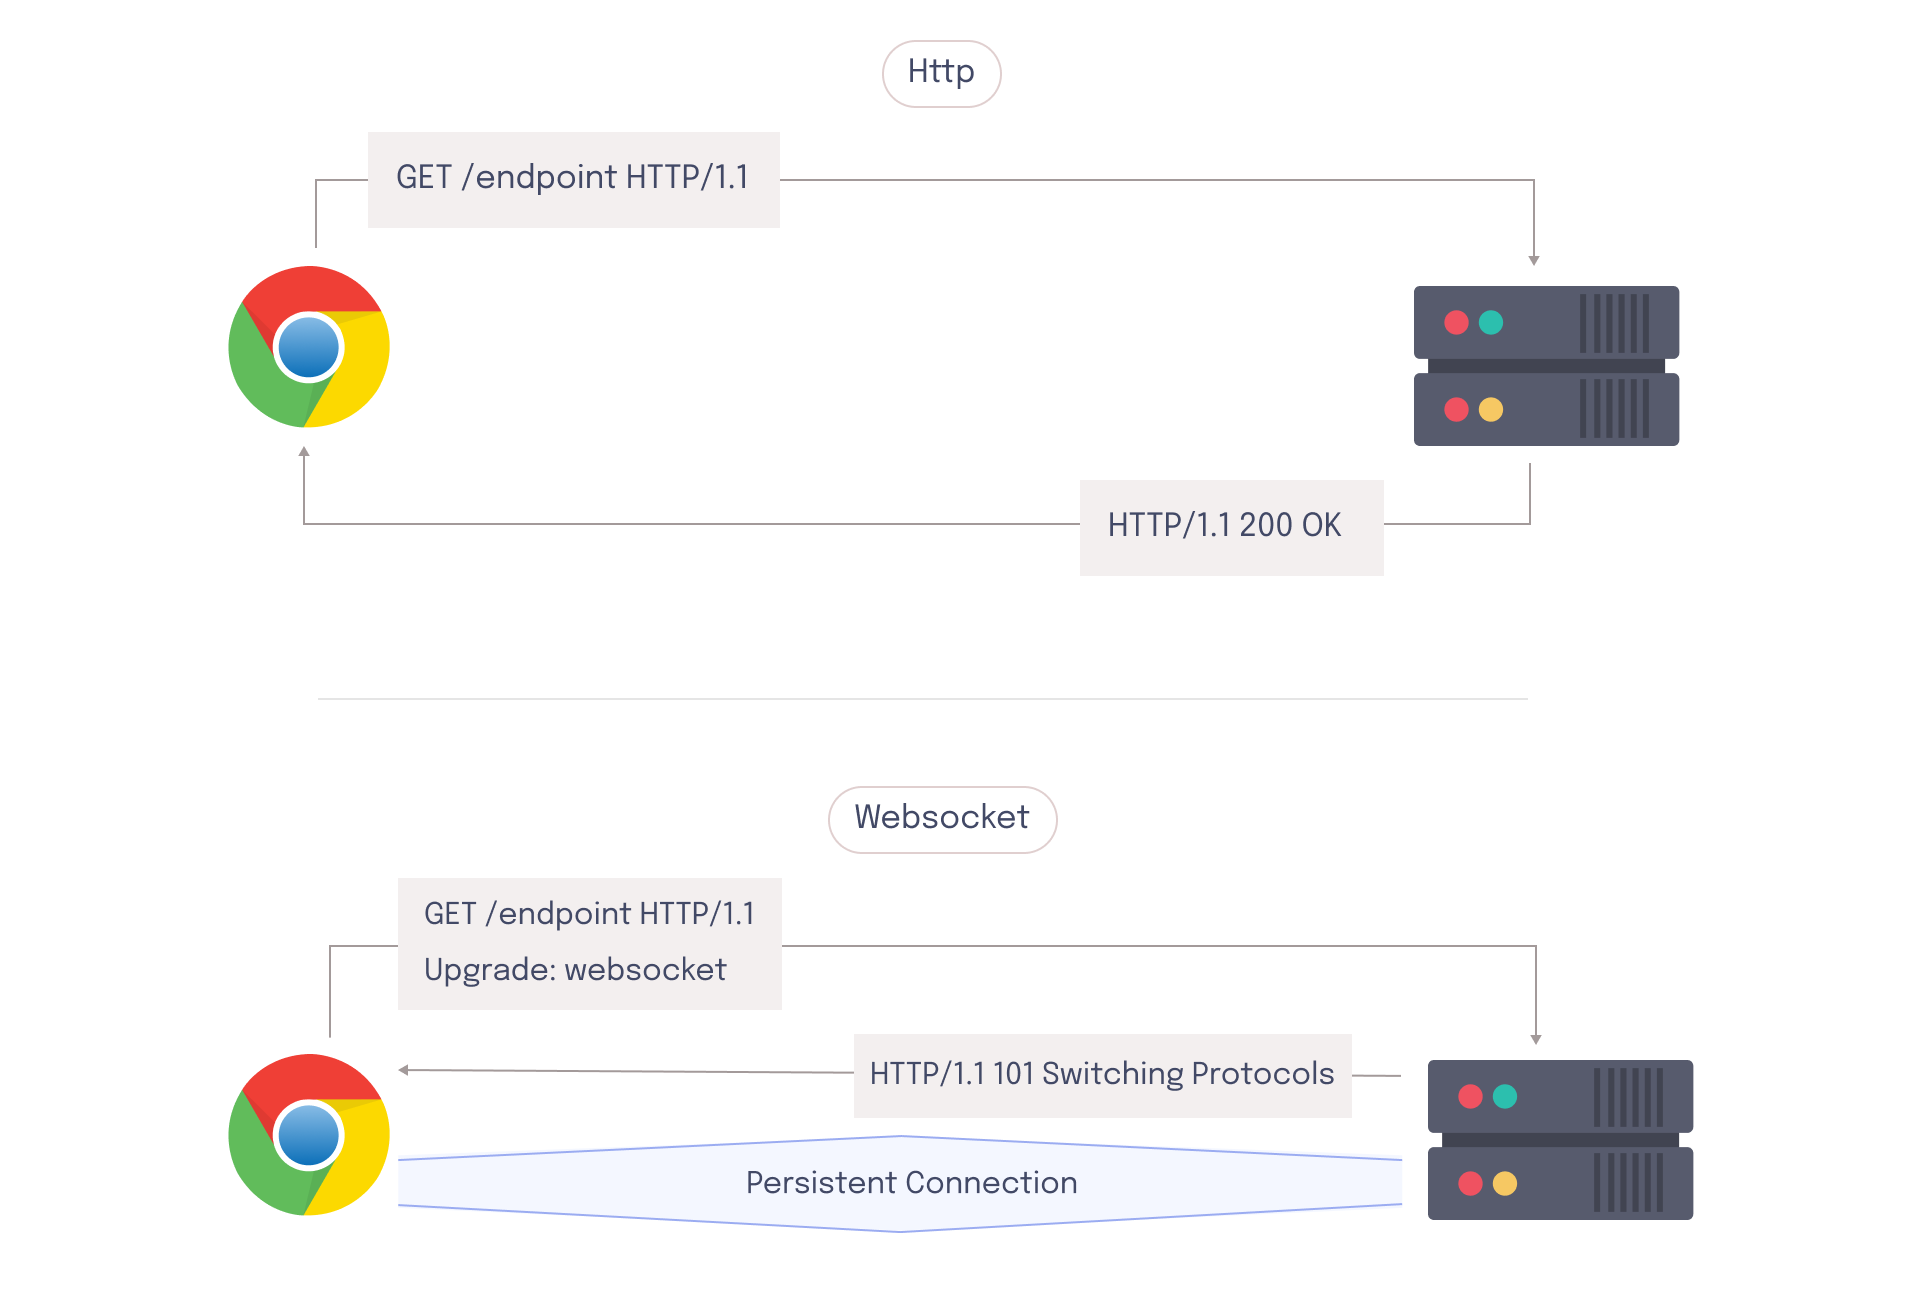 Http
GET /endpoint HTTP/1.1
HTTP/1.1 200 OK
Websocket
GET /endpoint HTTP/1.1
Upgrade: websocket
HTTP/1.1 101 Switching Protocols
Persistent Connection